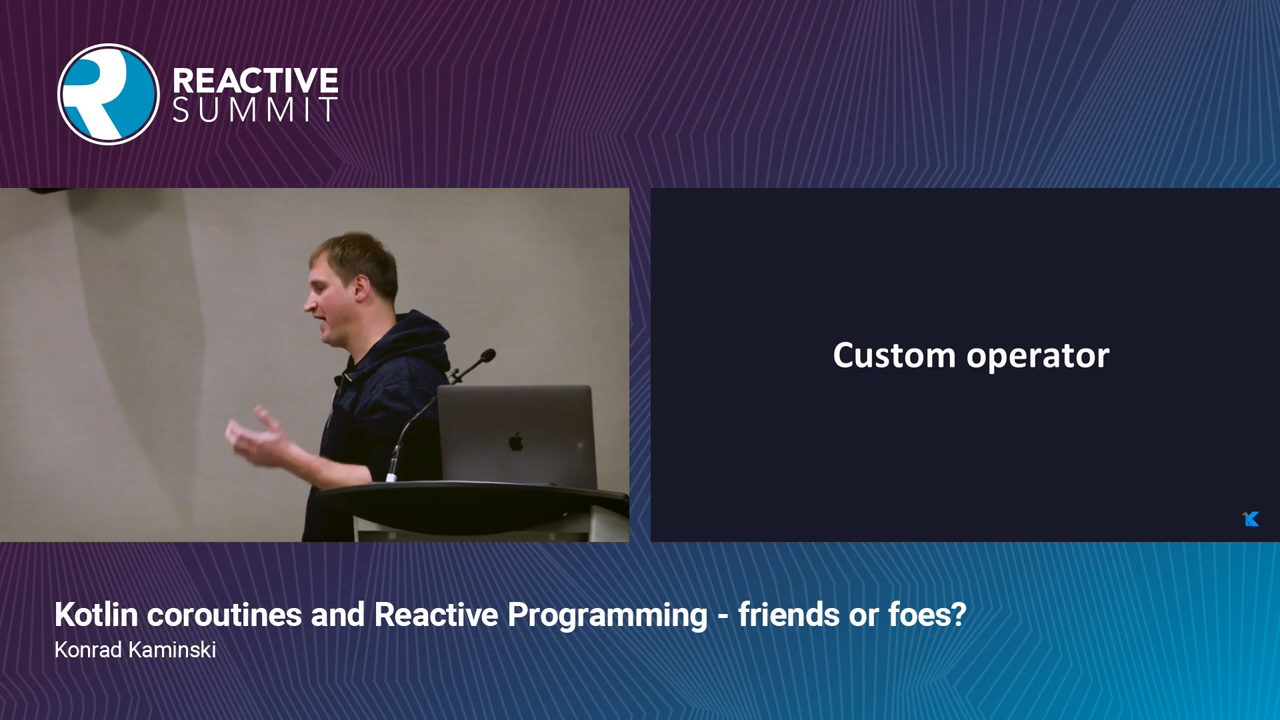 REACTIVE
SUMMIT
Custom operator
Kotlin coroutines and Reactive Programming - friends or foes?
Konrad Kaminski